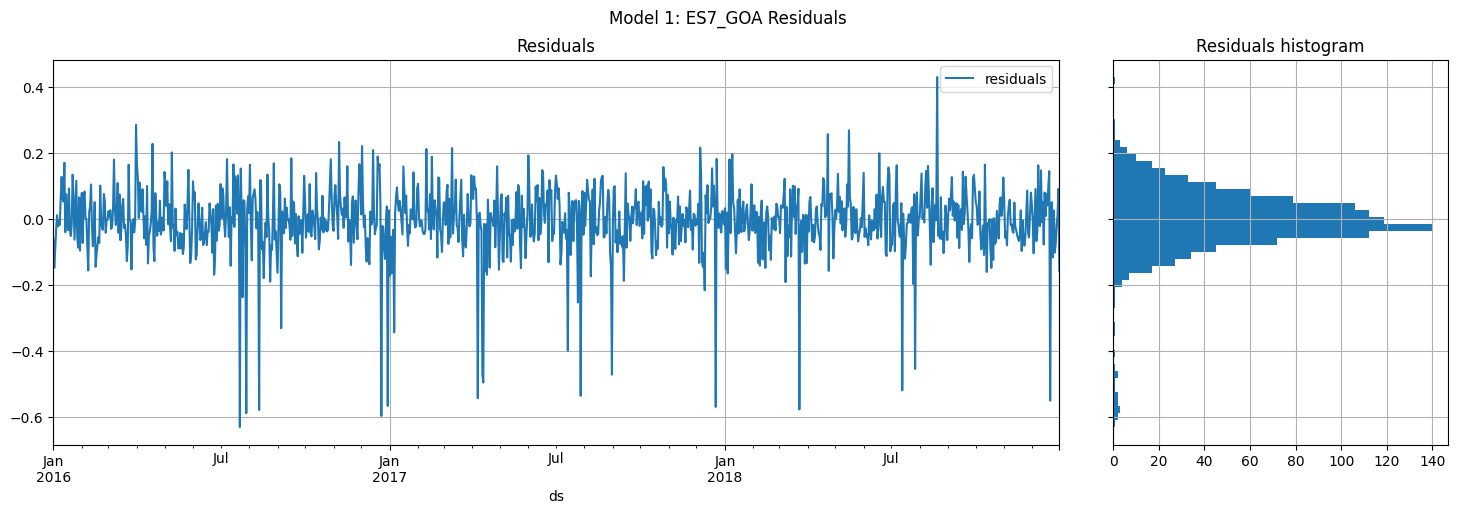 Model 1: ES7_GOA Residuals
Residuals
Residuals histogram
residuals
0.4
0.2
0.0
−0.2
−0.4
−0.6
Jan
2016
Jul
Jan
2017
Jul
Jan
2018
Jul
ds
0 20 40 60 80 100 120 140